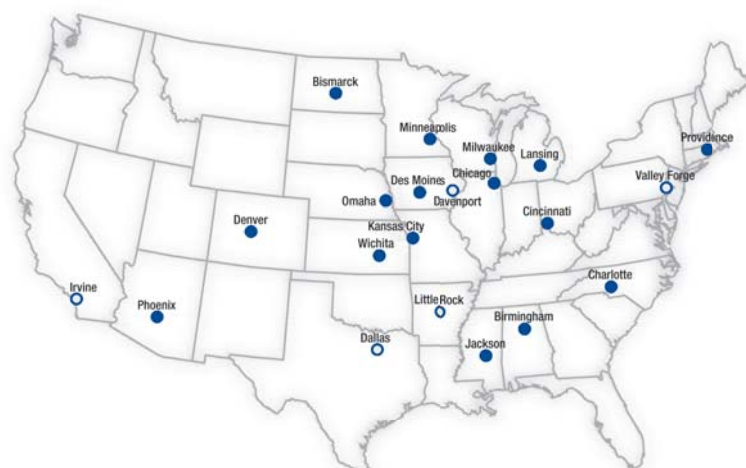 Bismarck
Minneapolis
Milwaukee
Lansing
Providence
Chicago
Valley Forge
Des Moines
Davenport
Omaha
Cincinnati
Denver
Kansas City
Wichita
Charlotte
Irvine
Phoenix
Little Rock
Birmingham
Dallas
Jackson